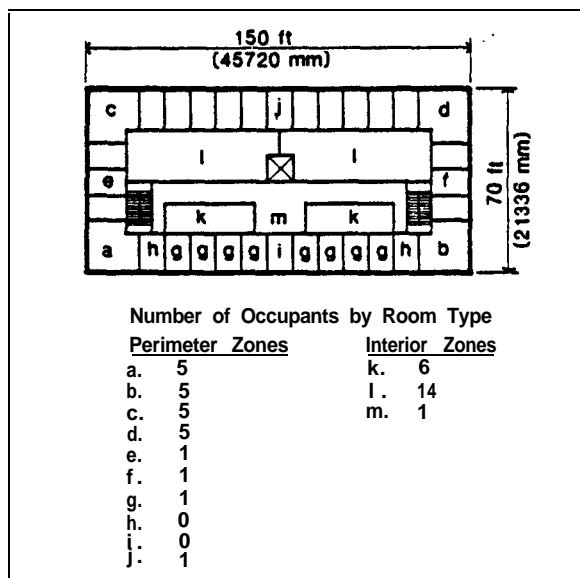 150 ft
(45720 mm)
c j d
l l
e f
70 ft
(21336 mm)
k m k
a h g g g g i g g g g h b
Number of Occupants by Room Type
Perimeter Zones Interior Zones
a. 5 k. 6
b. 5 l. 14
c. 5 m. 1
d. 5
e. 1
f. 1
g. 1
h. 0
i. 0
j. 1